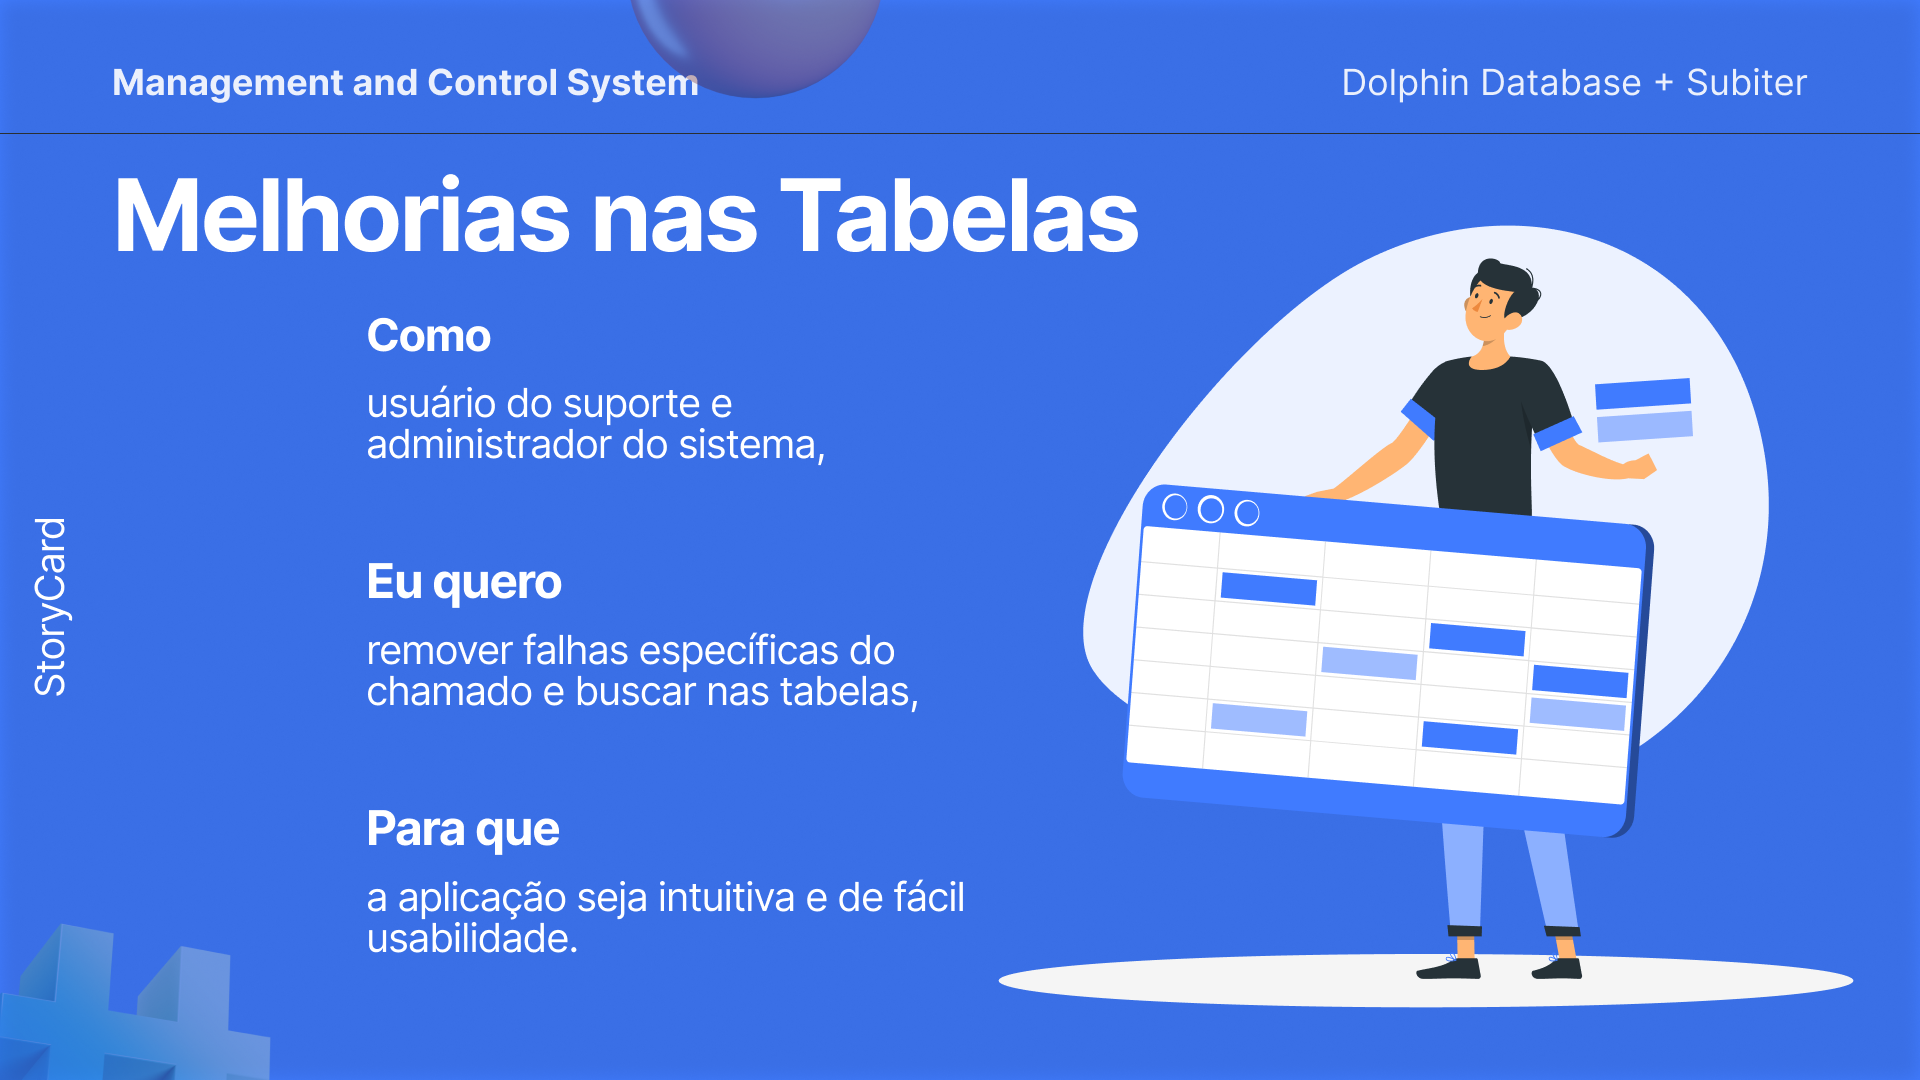 Management and Control System
Dolphin Database + Subiter
Melhorias nas Tabelas
Como
usuário do suporte e
administrador do sistema,
Eu quero
remover falhas específicas do
chamado e buscar nas tabelas,
Para que
a aplicação seja intuitiva e de fácil
usabilidade.
StoryCard